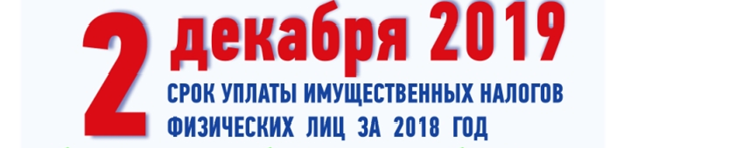 2 декабря 2019
СРОК УПЛАТЫ ИМУЩЕСТВЕННЫХ НАЛОГОВ
ФИЗИЧЕСКИХ ЛИЦ ЗА 2018 ГОД